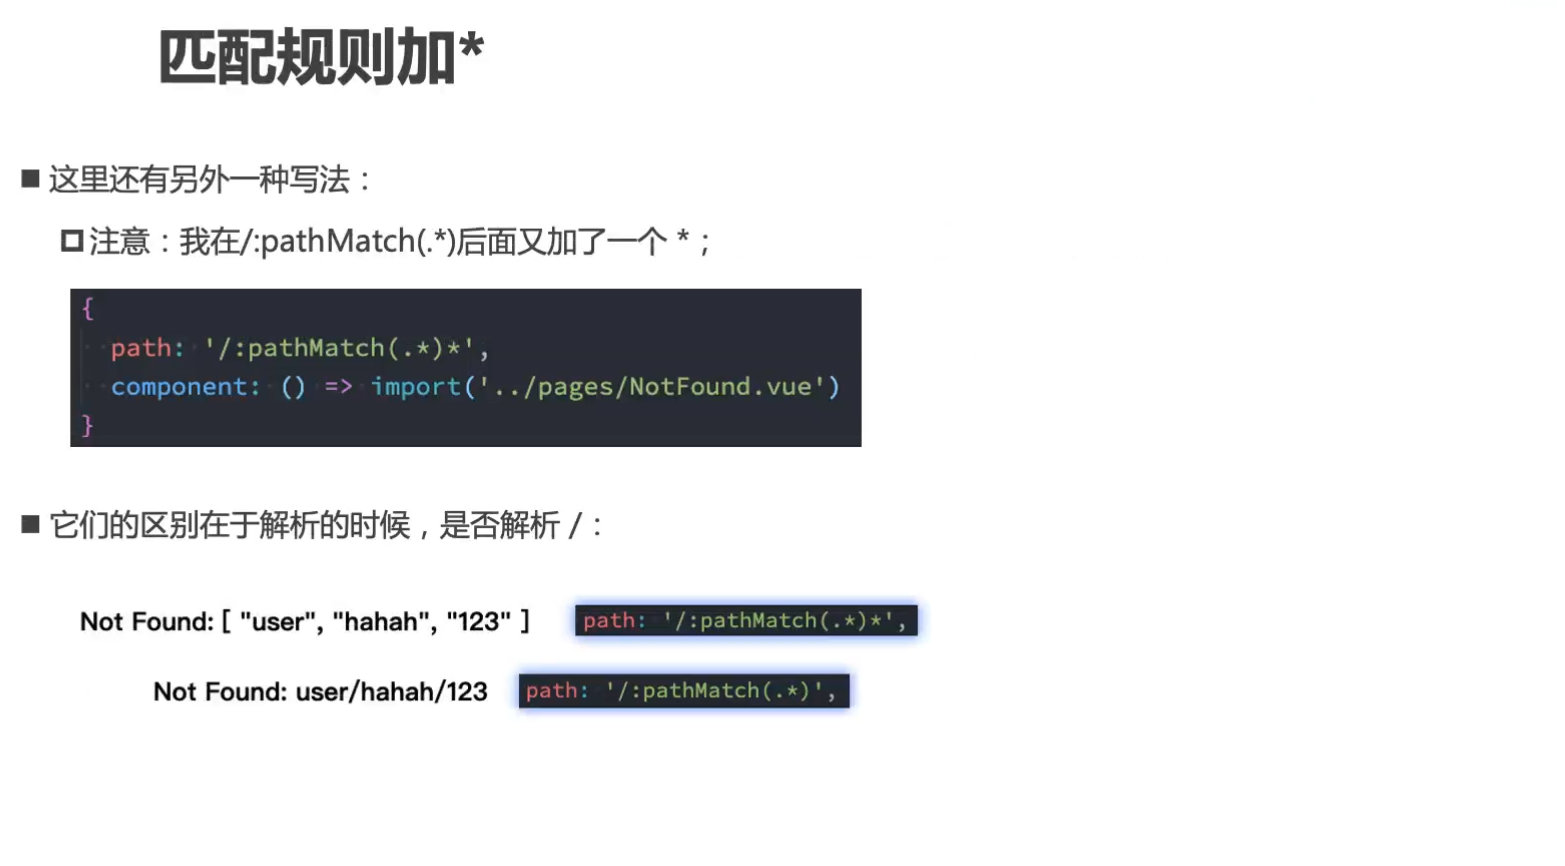 匹配规则加*
这里还有另外一种写法：
注意：我在/:pathMatch(.*)后面又加了一个 *；
{
path: '/:pathMatch(.*)*',
component: () => import('../pages/NotFound.vue')
}
它们的区别在于解析的时候，是否解析 /：
Not Found: [ "user", "hahah", "123" ] path: '/:pathMatch(.*)*',
Not Found: user/hahah/123 path: '/:pathMatch(.*)',